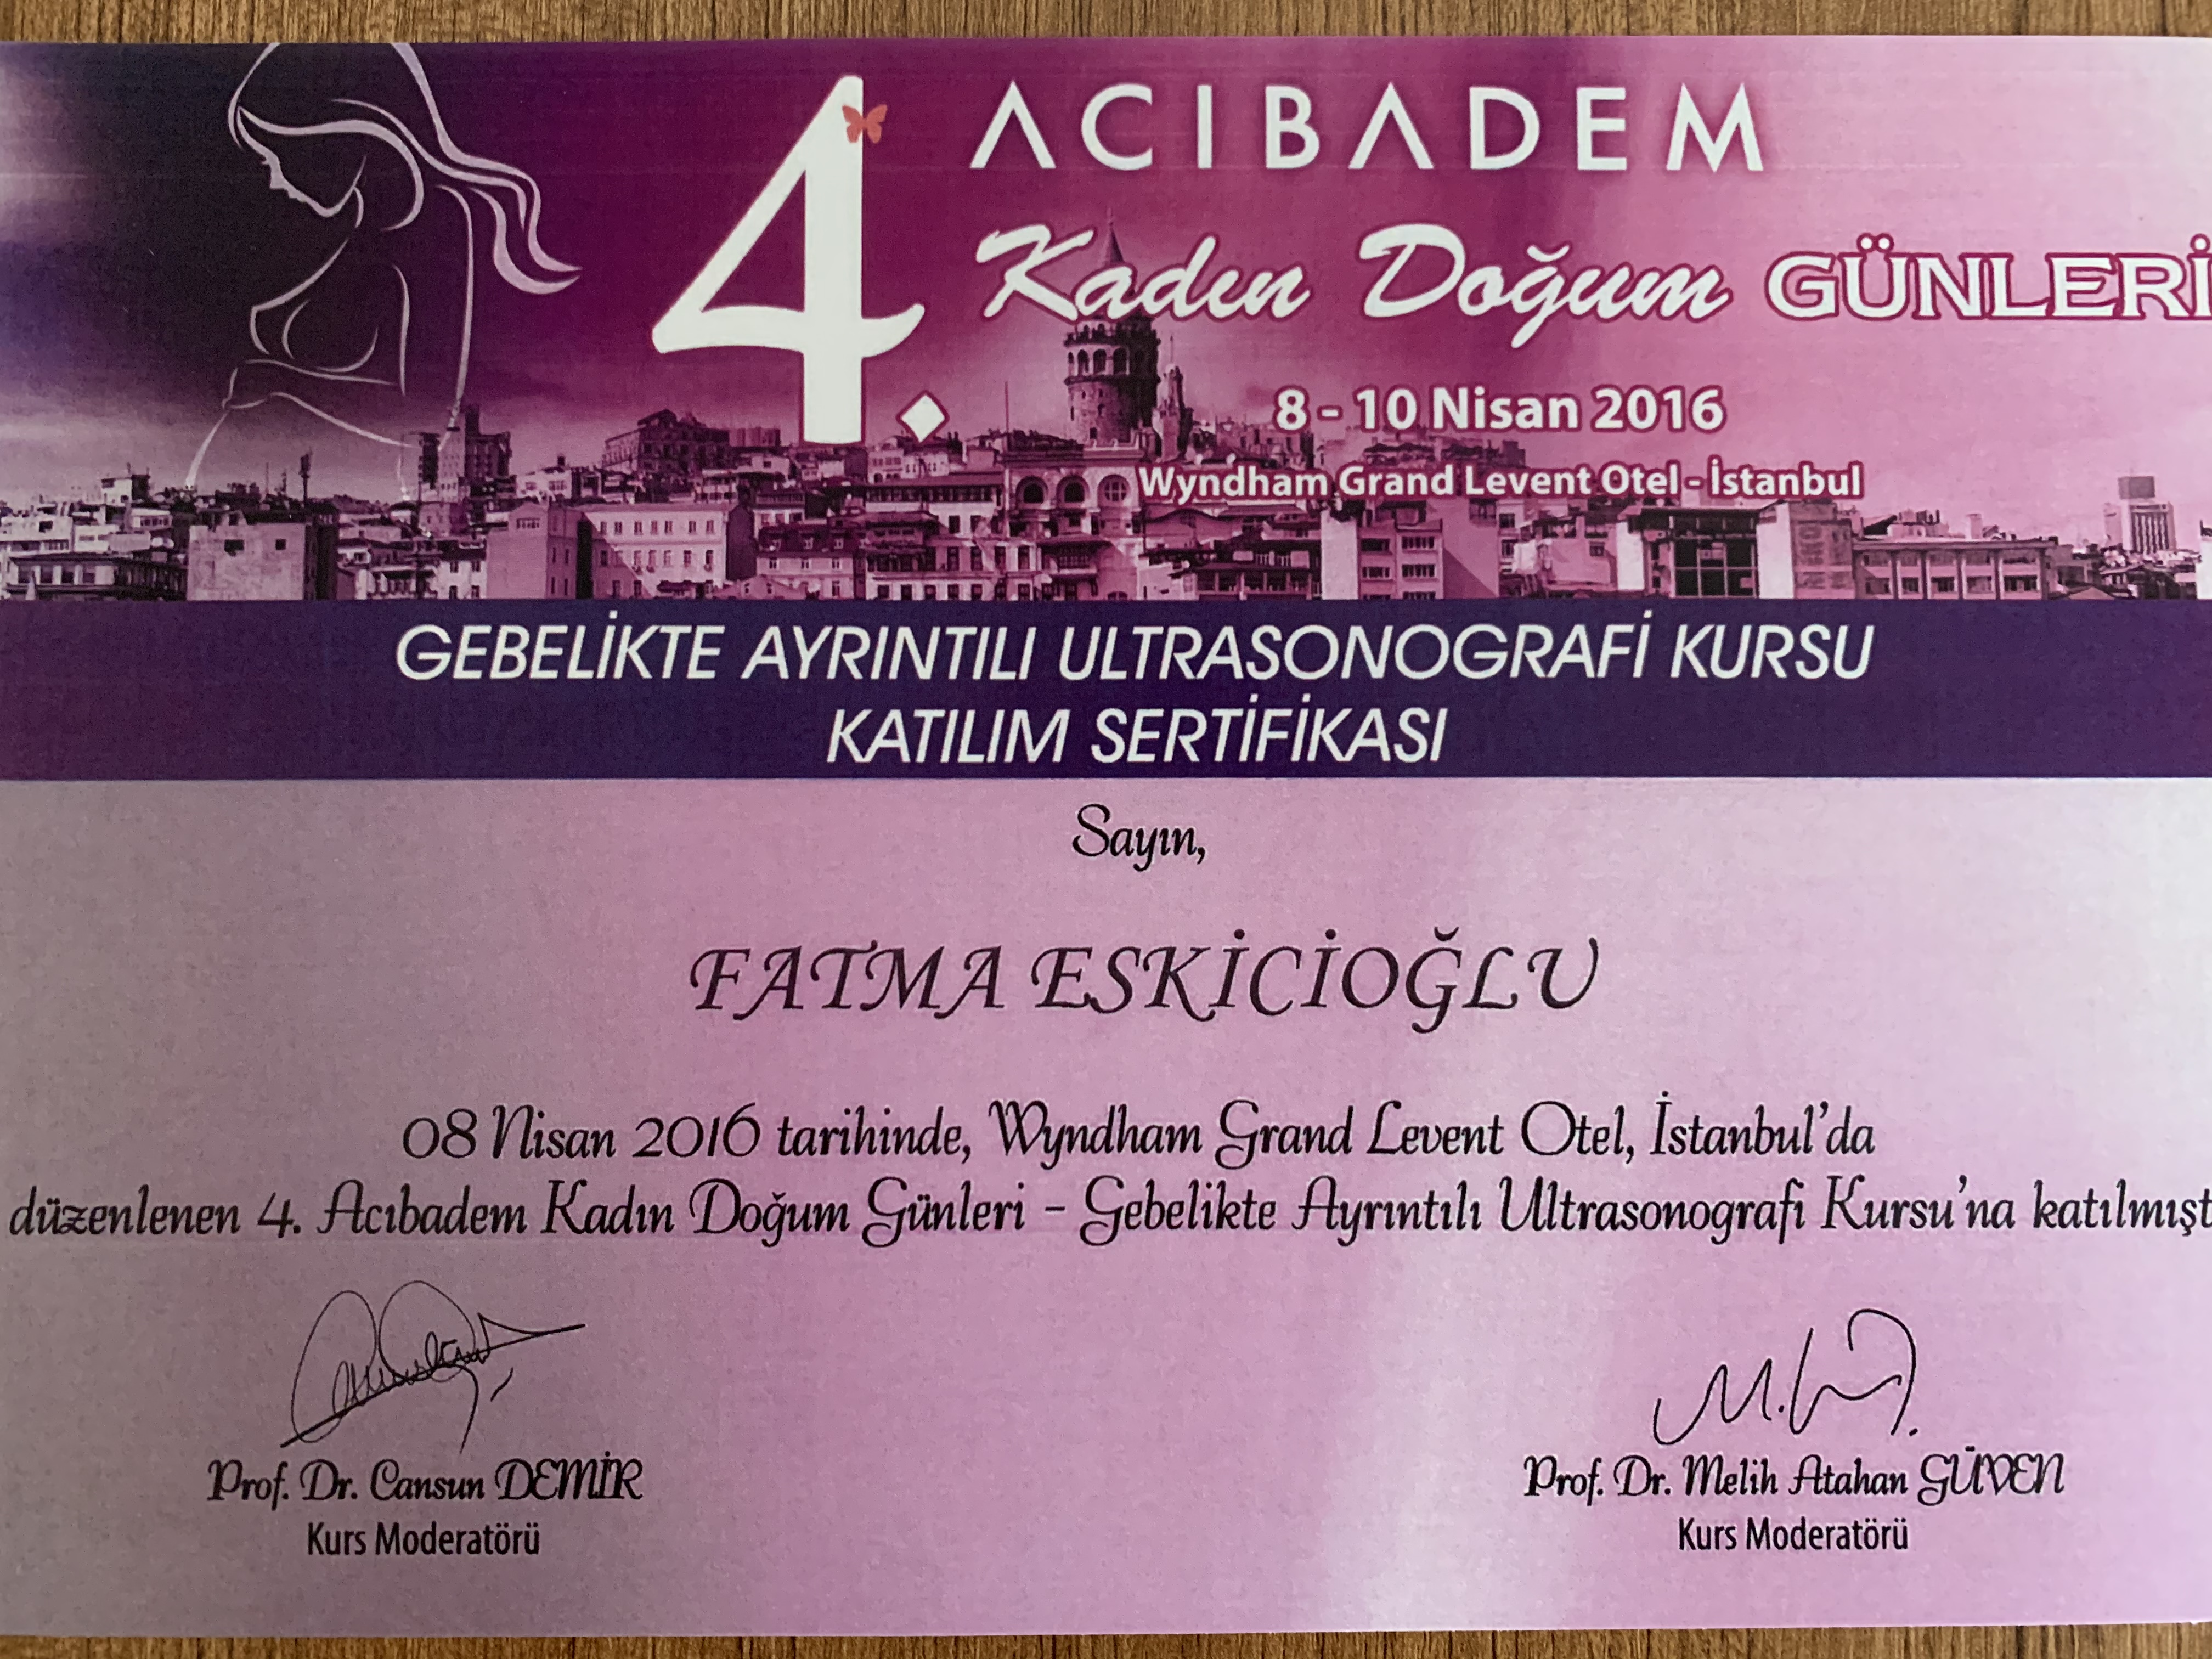 4. ACIBADEM
Kadın Doğum GÜNLERİ
8 - 10 Nisan 2016
Wyndham Grand Levent Otel - İstanbul
GEBELİKTE AYRINTILI ULTRASONOGRAFİ KURSU
KATILIM SERTİFİKASI
Sayın,
FATMA ESKİCİOĞLU
08 Nisan 2016 tarihinde, Wyndham Grand Levent Otel, İstanbul'da
düzenlenen 4. Acıbadem Kadın Doğum Günleri - Gebelikte Ayrıntılı Ultrasonografi Kursu'na katılmışt
Prof. Dr. Cansun DEMİR
Kurs Moderatörü
Prof. Dr. Melih Atahan GÜVEN
Kurs Moderatörü